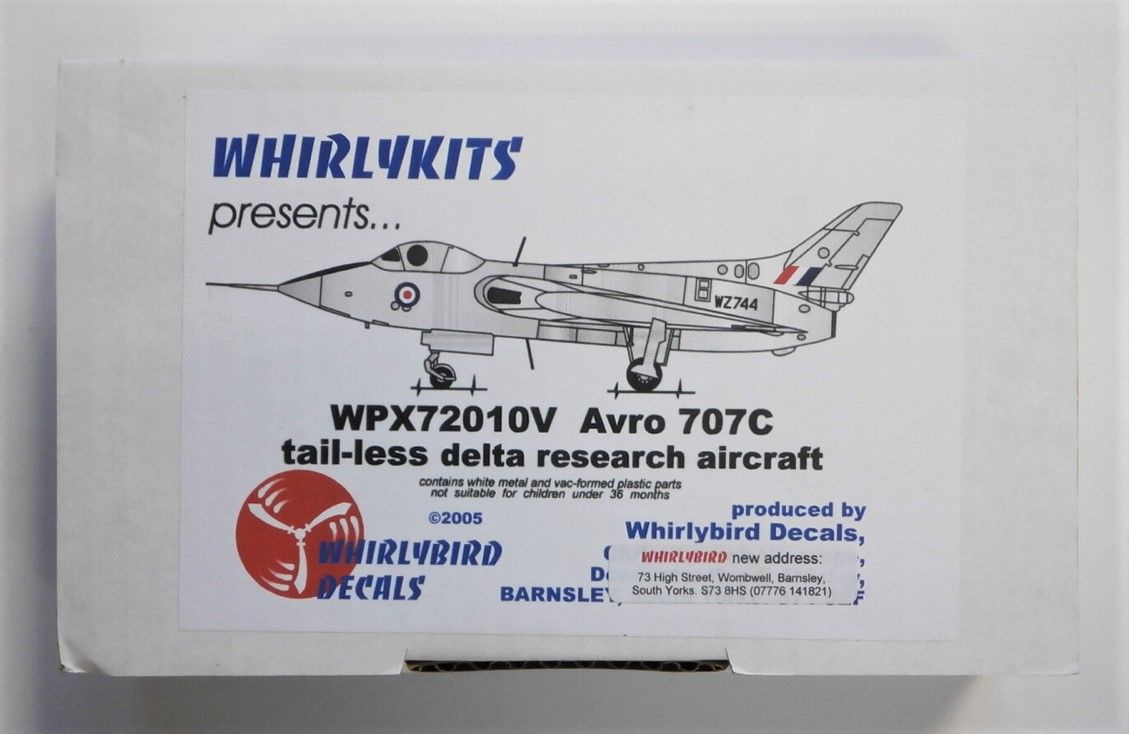 WHIRLYKITS
presents...
WZ744
WPX72010V Avro 707C
tail-less delta research aircraft
contains white metal and vac-formed plastic parts
not suitable for children under 36 months
©2005
WHIRLYBIRD
DECALS
produced by
Whirlybird Decals,
BARNSLEY,
WHIRLYBIRD new address:
73 High Street, Wombwell, Barnsley,
South Yorks. S73 8HS (07776 141821)